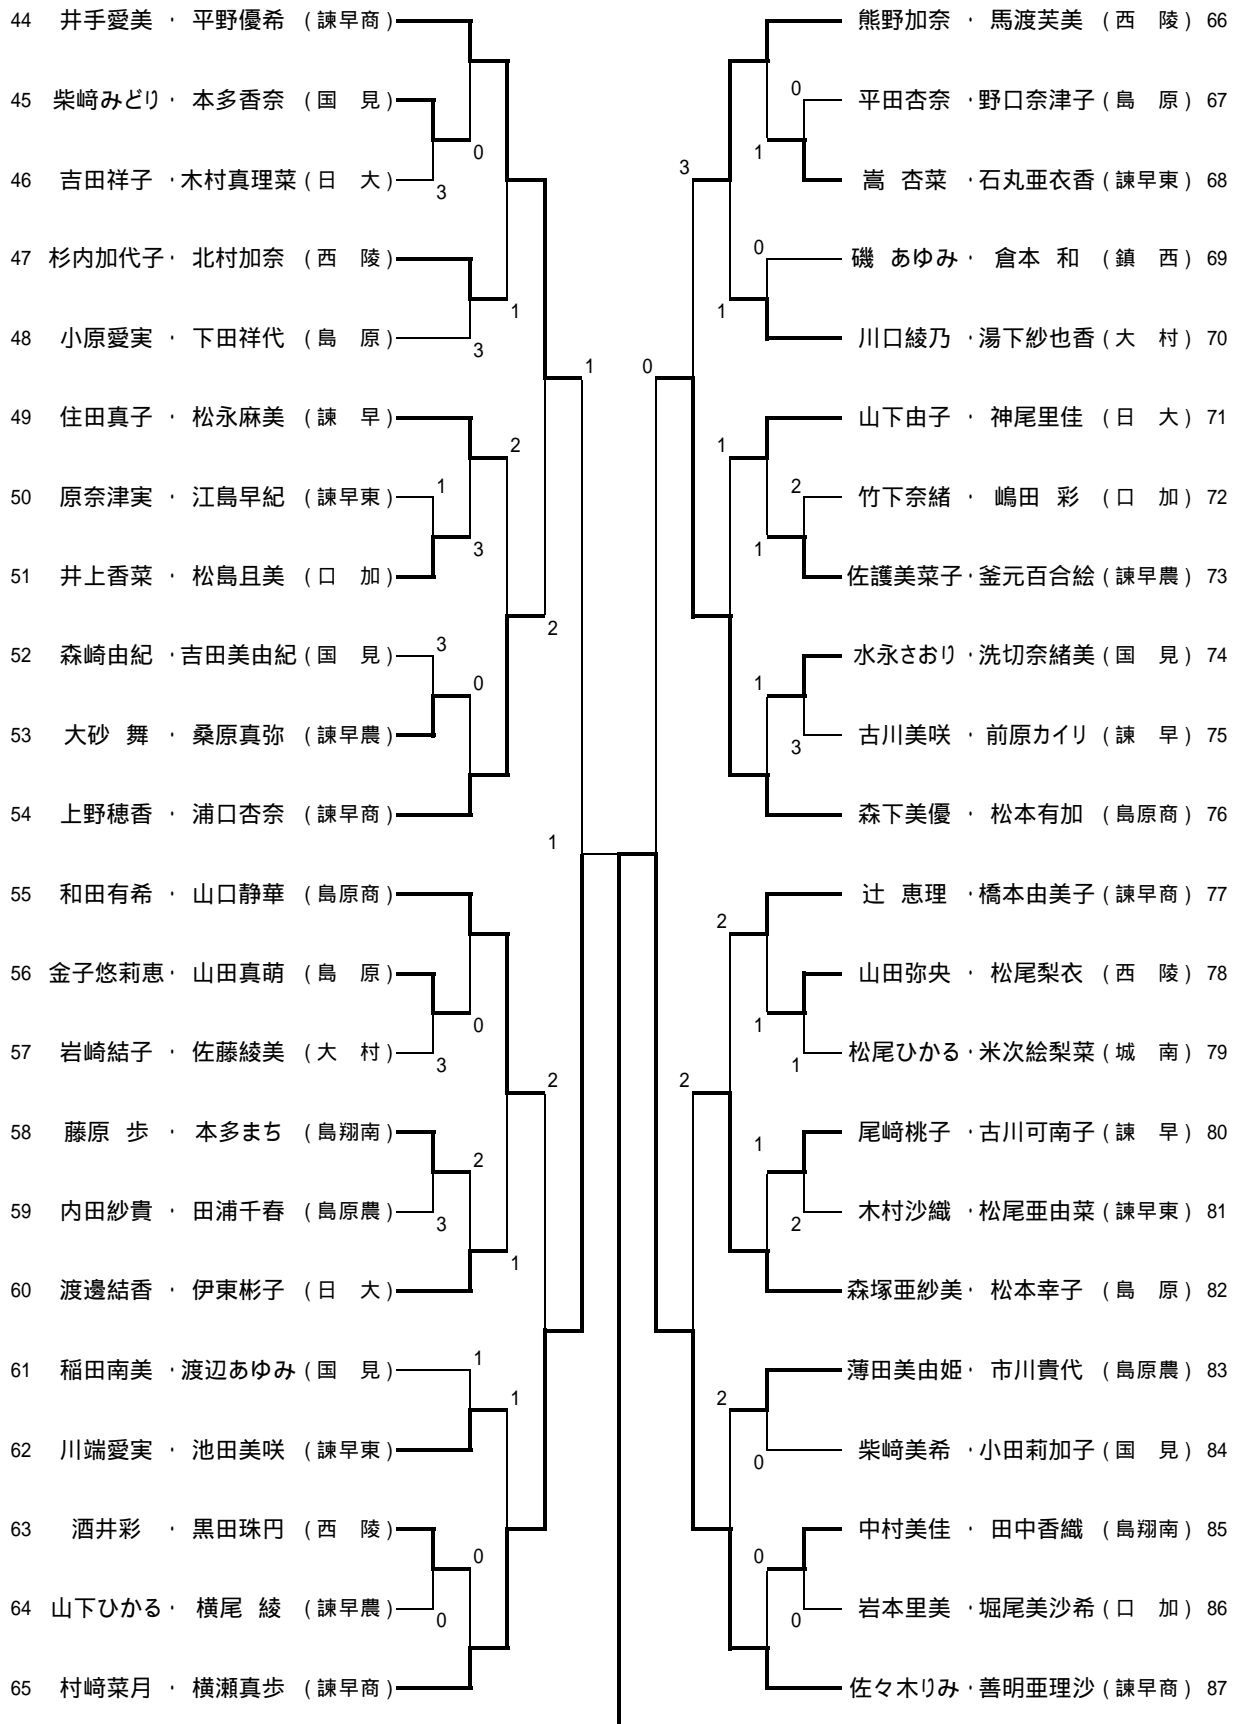 44 井手愛美 · 平野優希 (諫早商)
45 柴﨑みどり · 本多香奈 (国 見)
0
46 吉田祥子 · 木村真理菜 (日 大)
3
47 杉内加代子 · 北村加奈 (西 陵)
1
48 小原愛実 · 下田祥代 (島 原)
3
1
49 住田真子 · 松永麻美 (諫 早)
2
50 原奈津実 · 江島早紀 (諫早東)
1
3
51 井上香菜 · 松島且美 (口 加)
2
52 森崎由紀 · 吉田美由紀 (国 見)
3
0
53 大砂 舞 · 桑原真弥 (諫早農)
54 上野穂香 · 浦口杏奈 (諫早商)
1
55 和田有希 · 山口静華 (島原商)
56 金子悠莉恵 · 山田真萌 (島 原)
0
57 岩崎結子 · 佐藤綾美 (大 村)
3
2
58 藤原 歩 · 本多まち (島翔南)
2
59 内田紗貴 · 田浦千春 (島原農)
3
1
60 渡邊結香 · 伊東彬子 (日 大)
61 稲田南美 · 渡辺あゆみ (国 見)
1
1
62 川端愛実 · 池田美咲 (諫早東)
63 酒井彩 · 黒田珠円 (西 陵)
0
64 山下ひかる · 横尾 綾 (諫早農)
0
65 村﨑菜月 · 横瀬真歩 (諫早商)
熊野加奈 · 馬渡芙美 (西 陵) 66
0
平田杏奈 · 野口奈津子 (島 原) 67
1
3
嵩 杏菜 · 石丸亜衣香 (諫早東) 68
0
磯 あゆみ · 倉本 和 (鎮 西) 69
1
川口綾乃 · 湯下紗也香 (大 村) 70
0
山下由子 · 神尾里佳 (日 大) 71
1
2
竹下奈緒 · 嶋田 彩 (口 加) 72
1
佐護美菜子 · 釜元百合絵 (諫早農) 73
水永さおり · 洗切奈緒美 (国 見) 74
1
古川美咲 · 前原カイリ (諫 早) 75
3
森下美優 · 松本有加 (島原商) 76
辻 恵理 · 橋本由美子 (諫早商) 77
2
山田弥央 · 松尾梨衣 (西 陵) 78
1
松尾ひかる · 米次絵梨菜 (城 南) 79
1
2
尾﨑桃子 · 古川可南子 (諫 早) 80
1
木村沙織 · 松尾亜由菜 (諫早東) 81
2
森塚亜紗美 · 松本幸子 (島 原) 82
薄田美由姫 · 市川貴代 (島原農) 83
2
柴﨑美希 · 小田莉加子 (国 見) 84
0
中村美佳 · 田中香織 (島翔南) 85
0
岩本里美 · 堀尾美沙希 (口 加) 86
0
佐々木りみ · 善明亜理沙 (諫早商) 87